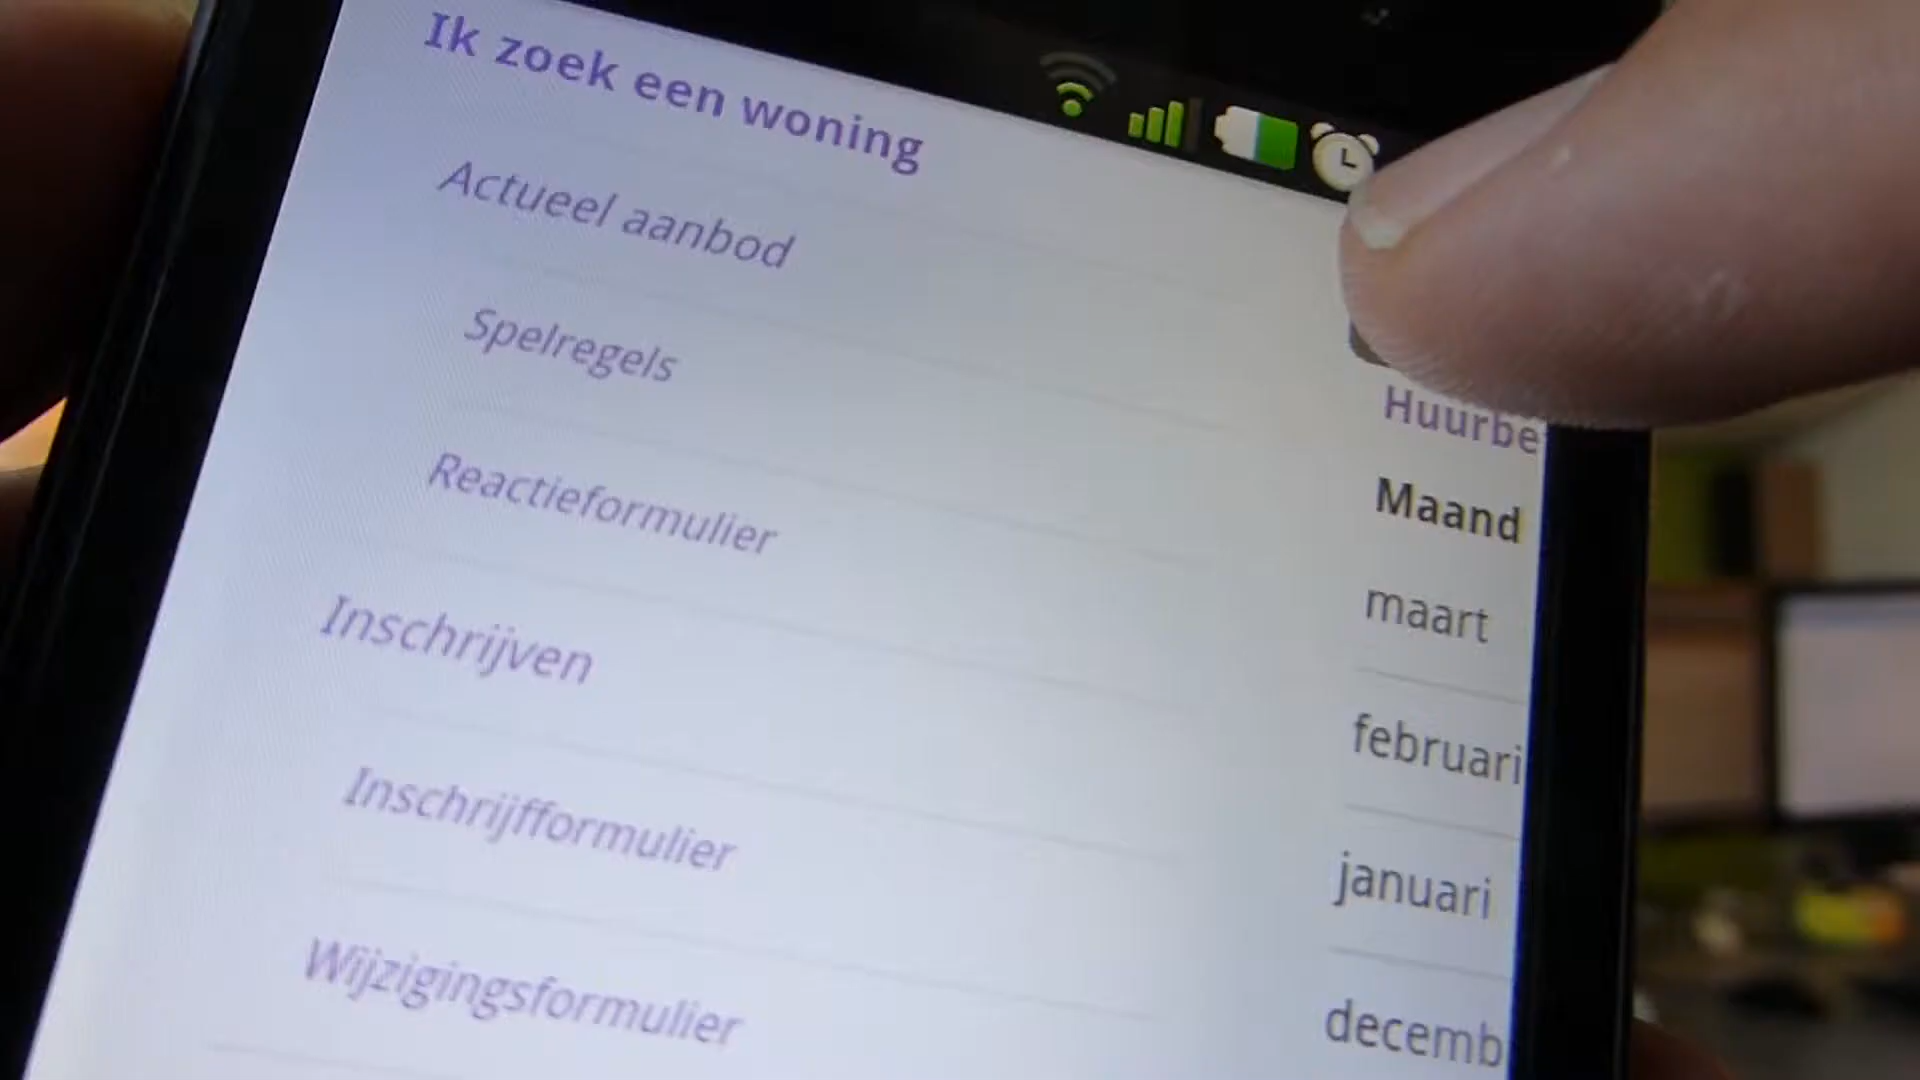 Ik zoek een woning
Actueel aanbod
Spelregels
Reactieformulier
Inschrijven
Inschrijfformulier
Wijzigingsformulier
Huurbe
Maand
maart
februari
januari
decemb